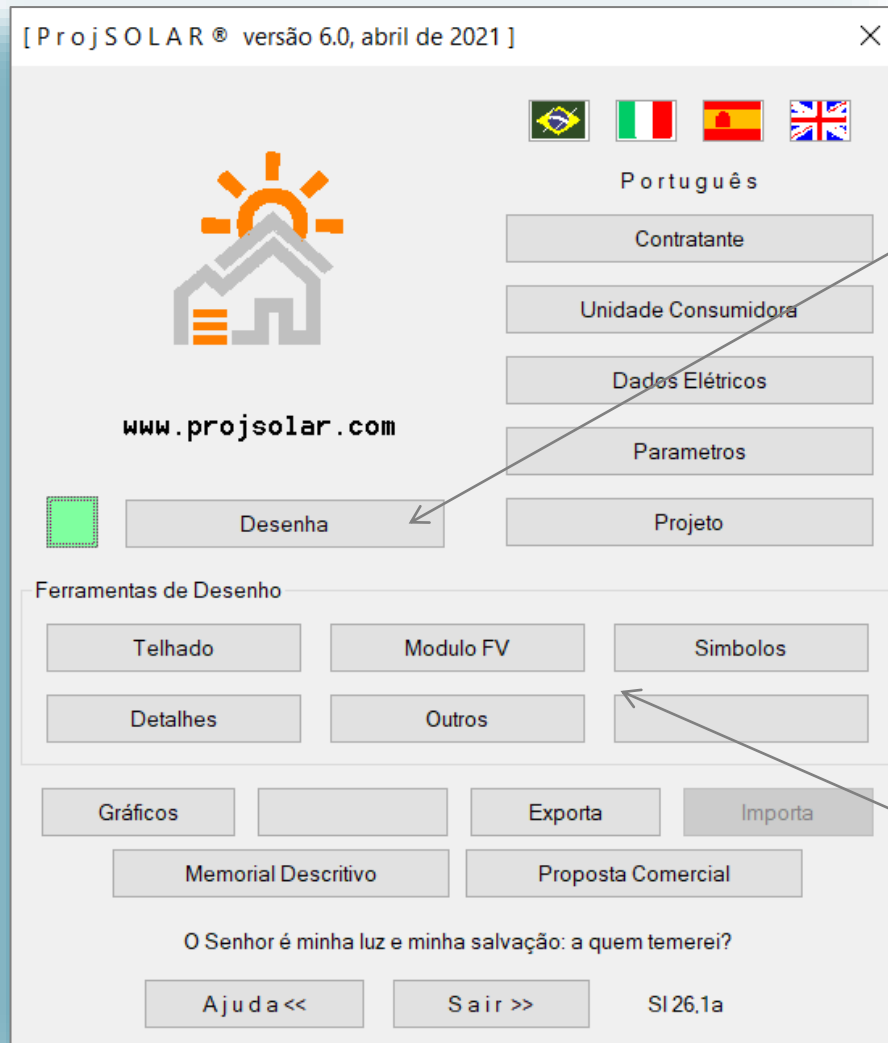 [ P r o j S O L A R ® versão 6.0, abril de 2021 ]
P o r t u g u ê s
Contratante
Unidade Consumidora
Dados Elétricos
www.projsolar.com
Parametros
Desenha
Projeto
Ferramentas de Desenho
Telhado Modulo FV Simbolos
Detalhes Outros
Gráficos Exporta Importa
Memorial Descritivo Proposta Comercial
O Senhor é minha luz e minha salvação: a quem temerei?
A j u d a << S a i r >> Sl 26,1a